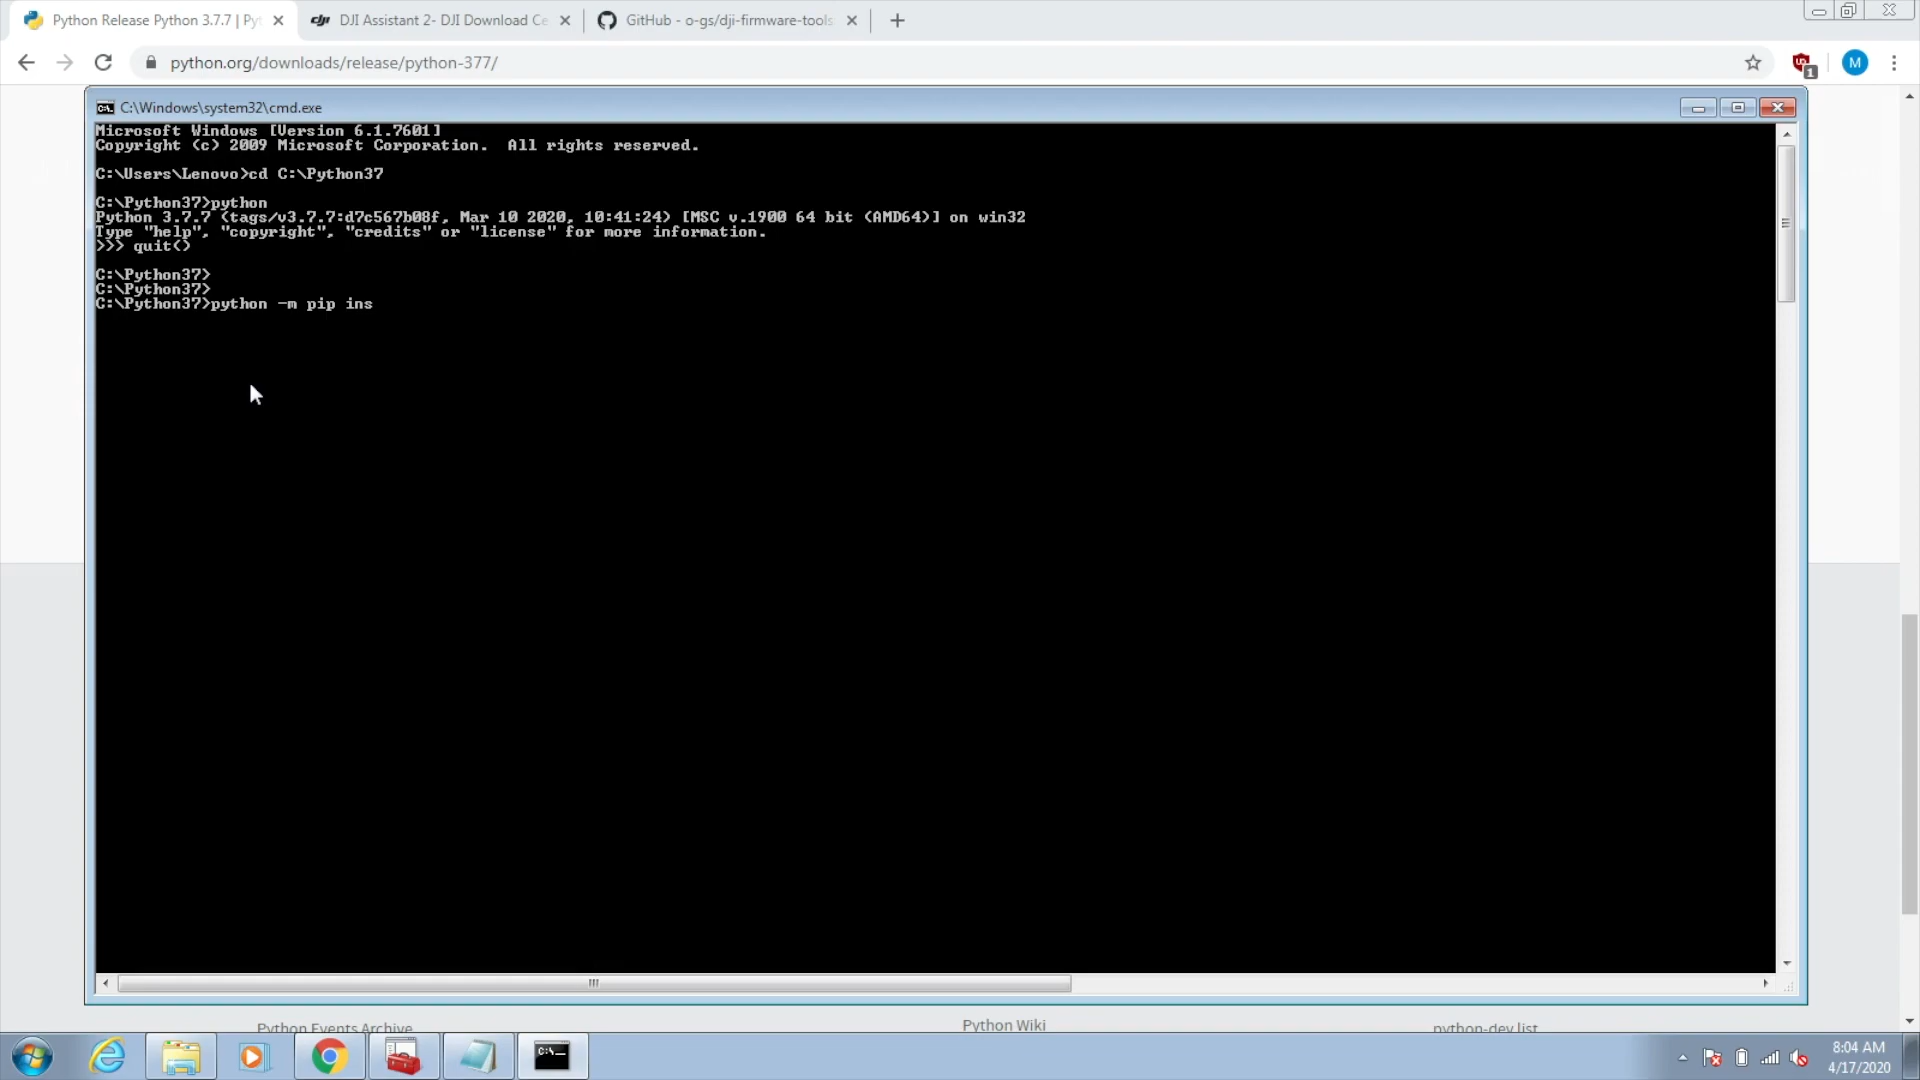 Python Release Python 3.7.7 | Pyt
DJI Assistant 2- DJI Download Ce
GitHub - o-gs/dji-firmware-tools
python.org/downloads/release/python-377/
1
M
C:\Windows\system32\cmd.exe
Microsoft Windows [Version 6.1.7601]
Copyright (c) 2009 Microsoft Corporation.  All rights reserved.
C:\Users\Lenovo>cd C:\Python37
C:\Python37>python
Python 3.7.7 (tags/v3.7.7:d7c567b08f, Mar 10 2020, 10:41:24) [MSC v.1900 64 bit (AMD64)] on win32
Type "help", "copyright", "credits" or "license" for more information.
>>> quit()
C:\Python37>
C:\Python37>
C:\Python37>python -m pip ins
Python Events Archive
Python Wiki
python-dev list
8:04 AM
4/17/2020